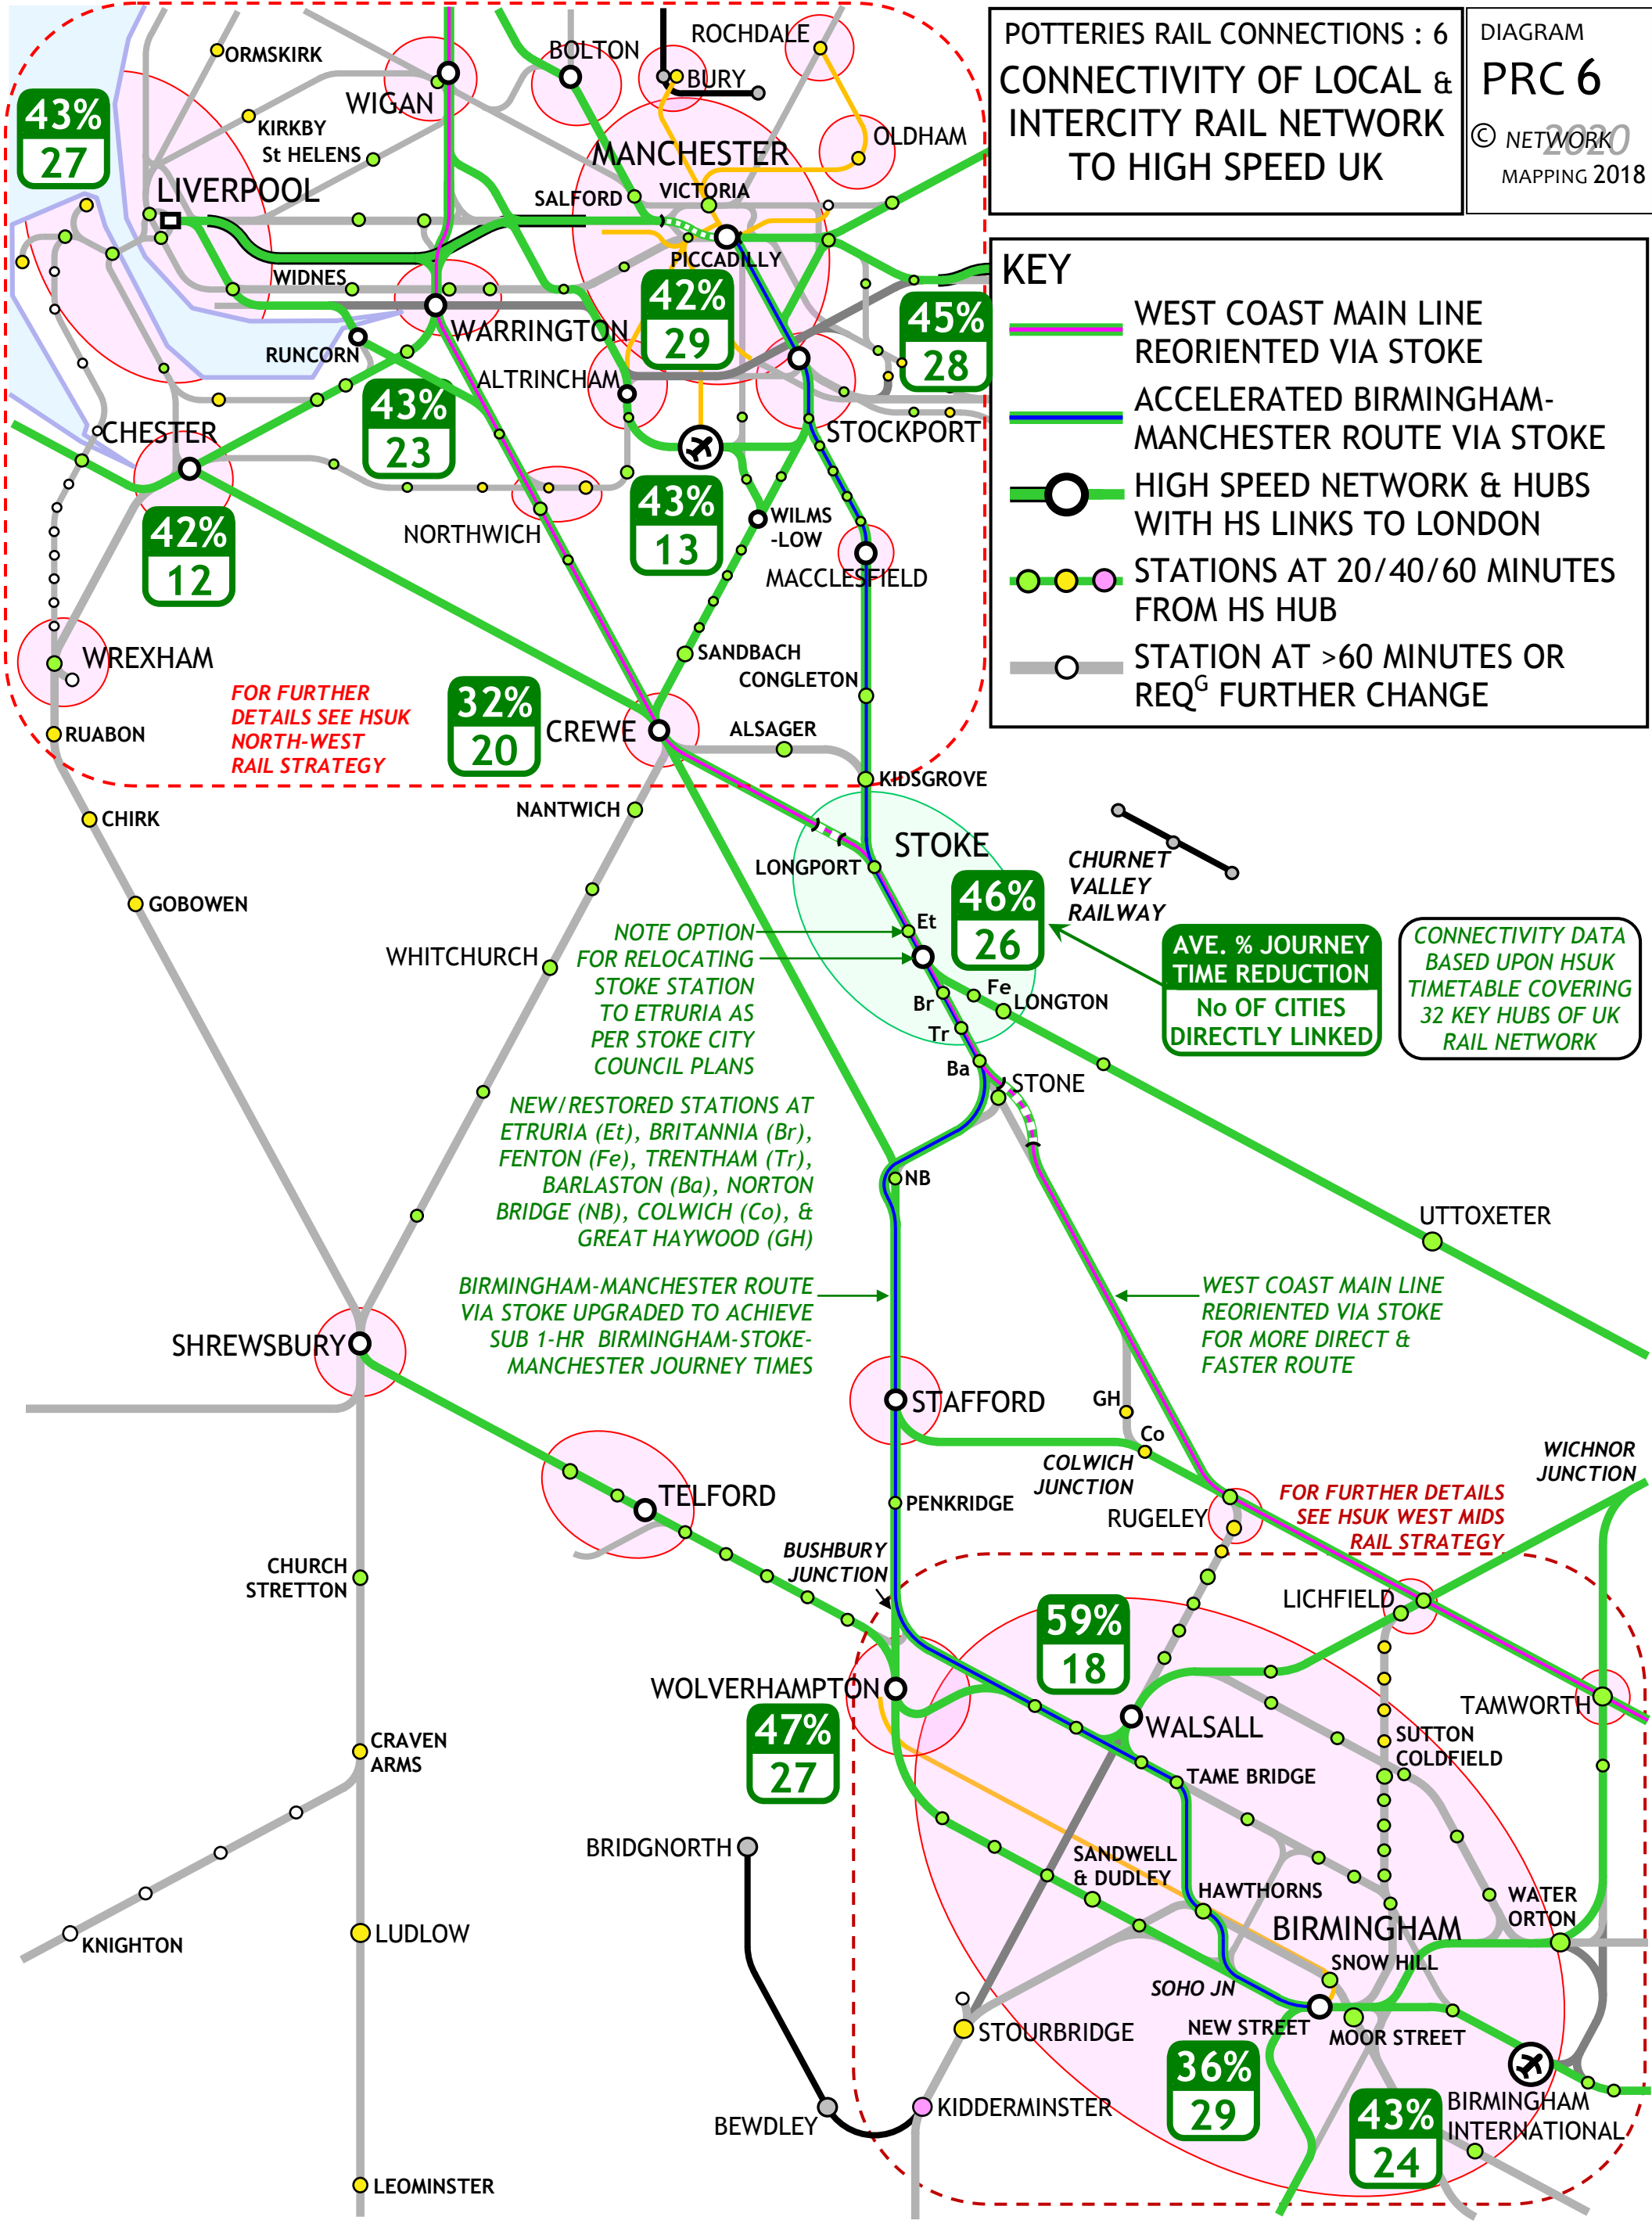 POTTERIES RAIL CONNECTIONS : 6
CONNECTIVITY OF LOCAL &
INTERCITY RAIL NETWORK
TO HIGH SPEED UK
DIAGRAM
PRC 6
© NETWORK 2020
MAPPING 2018
KEY
WEST COAST MAIN LINE
REORIENTED VIA STOKE
ACCELERATED BIRMINGHAM-
MANCHESTER ROUTE VIA STOKE
HIGH SPEED NETWORK & HUBS
WITH HS LINKS TO LONDON
STATIONS AT 20/40/60 MINUTES
FROM HS HUB
STATION AT >60 MINUTES OR
REQᴳ FURTHER CHANGE
ROCHDALE
BOLTON
ORMSKIRK
BURY
WIGAN
43%
27
KIRKBY
St HELENS
OLDHAM
MANCHESTER
LIVERPOOL
SALFORD
VICTORIA
PICCADILLY
WIDNES
42%
29
45%
28
WARRINGTON
RUNCORN
ALTRINCHAM
43%
23
CHESTER
STOCKPORT
43%
13
42%
12
NORTHWICH
WILMS
-LOW
MACCLESFIELD
WREXHAM
SANDBACH
CONGLETON
FOR FURTHER
DETAILS SEE HSUK
NORTH-WEST
RAIL STRATEGY
32%
20
CREWE
ALSAGER
RUABON
KIDSGROVE
NANTWICH
CHIRK
STOKE
LONGPORT
CHURNET
VALLEY
RAILWAY
GOBOWEN
46%
26
Et
NOTE OPTION
FOR RELOCATING
STOKE STATION
TO ETRURIA AS
PER STOKE CITY
COUNCIL PLANS
AVE. % JOURNEY
TIME REDUCTION
No OF CITIES
DIRECTLY LINKED
CONNECTIVITY DATA
BASED UPON HSUK
TIMETABLE COVERING
32 KEY HUBS OF UK
RAIL NETWORK
WHITCHURCH
Fe
Br
LONGTON
Tr
Ba
STONE
NEW/RESTORED STATIONS AT
ETRURIA (Et), BRITANNIA (Br),
FENTON (Fe), TRENTHAM (Tr),
BARLASTON (Ba), NORTON
BRIDGE (NB), COLWICH (Co), &
GREAT HAYWOOD (GH)
NB
UTTOXETER
BIRMINGHAM-MANCHESTER ROUTE
VIA STOKE UPGRADED TO ACHIEVE
SUB 1-HR BIRMINGHAM-STOKE-
MANCHESTER JOURNEY TIMES
WEST COAST MAIN LINE
REORIENTED VIA STOKE
FOR MORE DIRECT &
FASTER ROUTE
SHREWSBURY
STAFFORD
GH
Co
COLWICH
JUNCTION
WICHNOR
JUNCTION
TELFORD
PENKRIDGE
RUGELEY
FOR FURTHER DETAILS
SEE HSUK WEST MIDS
RAIL STRATEGY
BUSHBURY
JUNCTION
CHURCH
STRETTON
LICHFIELD
59%
18
WOLVERHAMPTON
TAMWORTH
47%
27
WALSALL
CRAVEN
ARMS
SUTTON
COLDFIELD
TAME BRIDGE
BRIDGNORTH
SANDWELL
& DUDLEY
HAWTHORNS
WATER
ORTON
BIRMINGHAM
SNOW HILL
LUDLOW
KNIGHTON
SOHO JN
STOURBRIDGE
NEW STREET
MOOR STREET
36%
29
BEWDLEY
KIDDERMINSTER
43%
24
BIRMINGHAM
INTERNATIONAL
LEOMINSTER